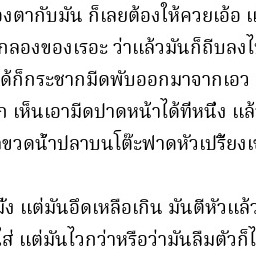 งตากับมัน ก็เลยต้องให้ควยเอ้อ แ
กลองของเรอะ ว่าแล้วมันก็ถีบลงไ
ด้ก็กระชากมีดพับออกมาจากเอว
ก เห็นเอามีดปาดหน้าได้ทีหนึ่ง แล้
ขวดน้ำปลาบนโต๊ะฟาดหัวเปรี้ยงเ
มั่ง แต่มันอึดเหลือเกิน มันตีหัวแล้ว
ใส่ แต่มันไวกว่าหรือว่ามันลืมตัวก็ไ